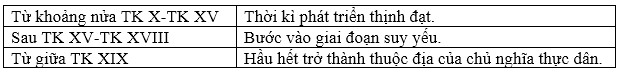 Từ khoảng nửa TK X-TK XV Thời kì phát triển thịnh đạt.
Sau TK XV-TK XVIII Bước vào giai đoạn suy yếu.
Từ giữa TK XIX Hầu hết trở thành thuộc địa của chủ nghĩa thực dân.